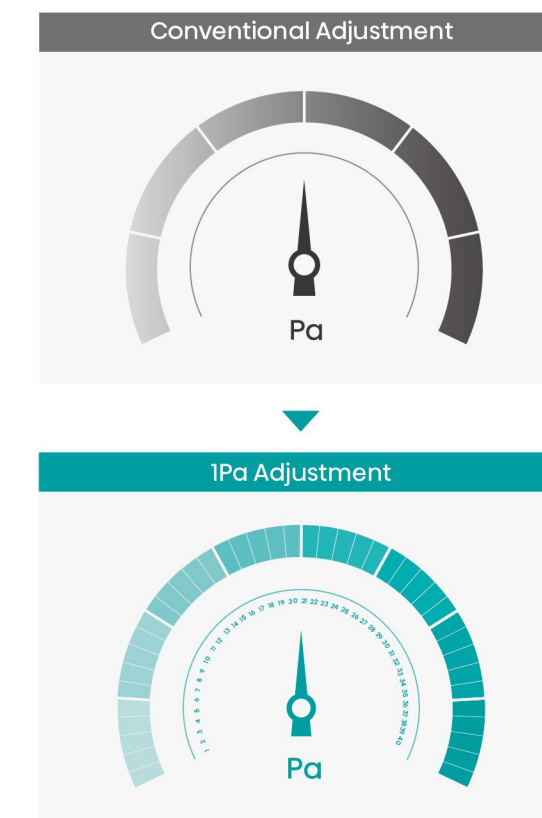 Conventional Adjustment
Pa
1Pa Adjustment
1 2 3 4 5 6 7 8 9 10 11 12 13 14 15 16 17 18 19 20 21 22 23 24 25 26 27 28 29 30 31 32 33 34 35 36 37 38 39 40
Pa